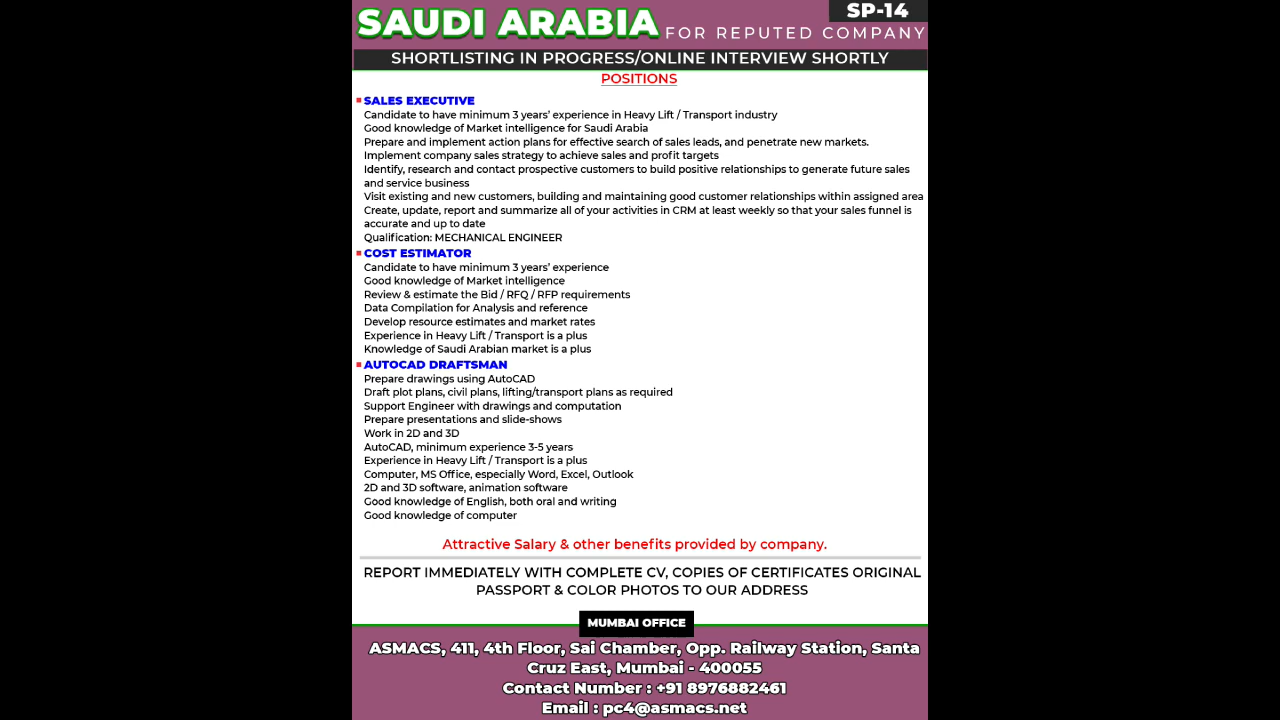 SP-14
SAUDI ARABIA FOR REPUTED COMPANY
SHORTLISTING IN PROGRESS/ONLINE INTERVIEW SHORTLY
POSITIONS
SALES EXECUTIVE
Candidate to have minimum 3 years' experience in Heavy Lift / Transport industry
Good knowledge of Market intelligence for Saudi Arabia
Prepare and implement action plans for effective search of sales leads, and penetrate new markets.
Implement company sales strategy to achieve sales and profit targets
Identify, research and contact prospective customers to build positive relationships to generate future sales
and service business
Visit existing and new customers, building and maintaining good customer relationships within assigned area
Create, update, report and summarize all of your activities in CRM at least weekly so that your sales funnel is
accurate and up to date
Qualification: MECHANICAL ENGINEER
COST ESTIMATOR
Candidate to have minimum 3 years' experience
Good knowledge of Market intelligence
Review & estimate the Bid / RFQ / RFP requirements
Data Compilation for Analysis and reference
Develop resource estimates and market rates
Experience in Heavy Lift / Transport is a plus
Knowledge of Saudi Arabian market is a plus
AUTOCAD DRAFTSMAN
Prepare drawings using AutoCAD
Draft plot plans, civil plans, lifting/transport plans as required
Support Engineer with drawings and computation
Prepare presentations and slide-shows
Work in 2D and 3D
AutoCAD, minimum experience 3-5 years
Experience in Heavy Lift / Transport is a plus
Computer, MS Office, especially Word, Excel, Outlook
2D and 3D software, animation software
Good knowledge of English, both oral and writing
Good knowledge of computer
Attractive Salary & other benefits provided by company.
REPORT IMMEDIATELY WITH COMPLETE CV, COPIES OF CERTIFICATES ORIGINAL
PASSPORT & COLOR PHOTOS TO OUR ADDRESS
MUMBAI OFFICE
ASMACS, 411, 4th Floor, Sai Chamber, Opp. Railway Station, Santa
Cruz East, Mumbai - 400055
Contact Number : +91 8976882461
Email : pc4@asmacs.net